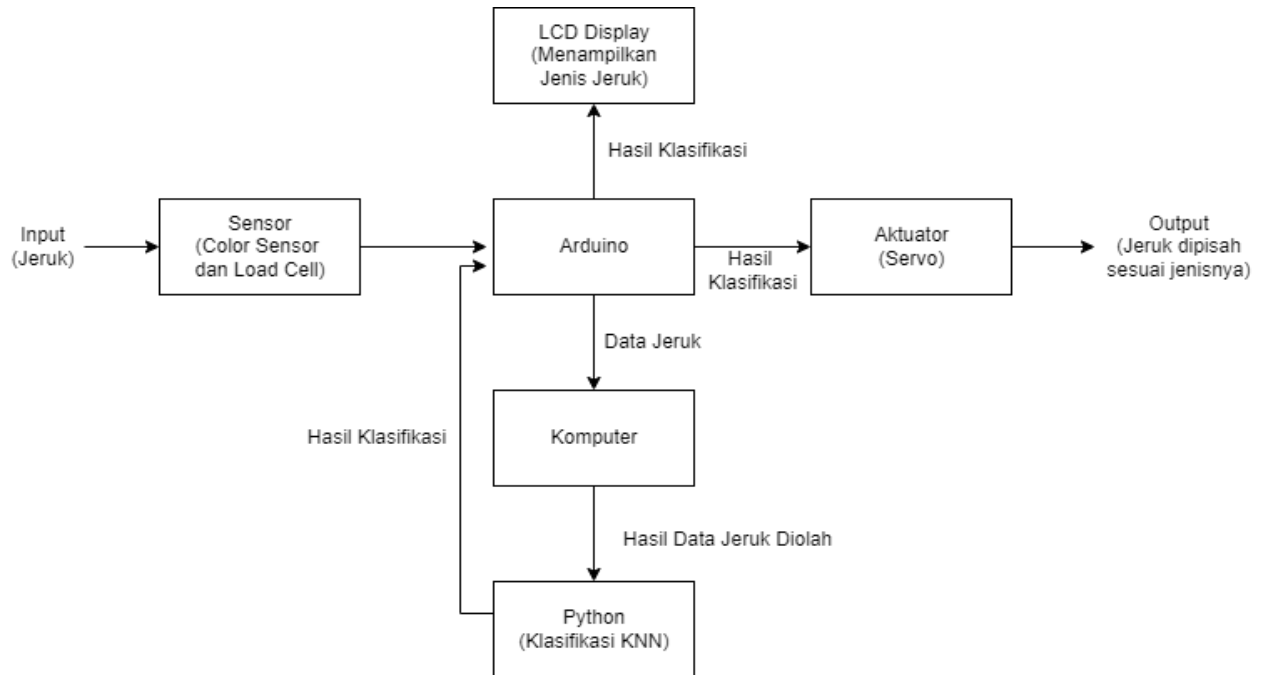 LCD Display
(Menampilkan
Jenis Jeruk)
Hasil Klasifikasi
Input
(Jeruk)
Sensor
(Color Sensor
dan Load Cell)
Arduino
Hasil
Klasifikasi
Aktuator
(Servo)
Output
(Jeruk dipisah
sesuai jenisnya)
Data Jeruk
Hasil Klasifikasi
Komputer
Hasil Data Jeruk Diolah
Python
(Klasifikasi KNN)